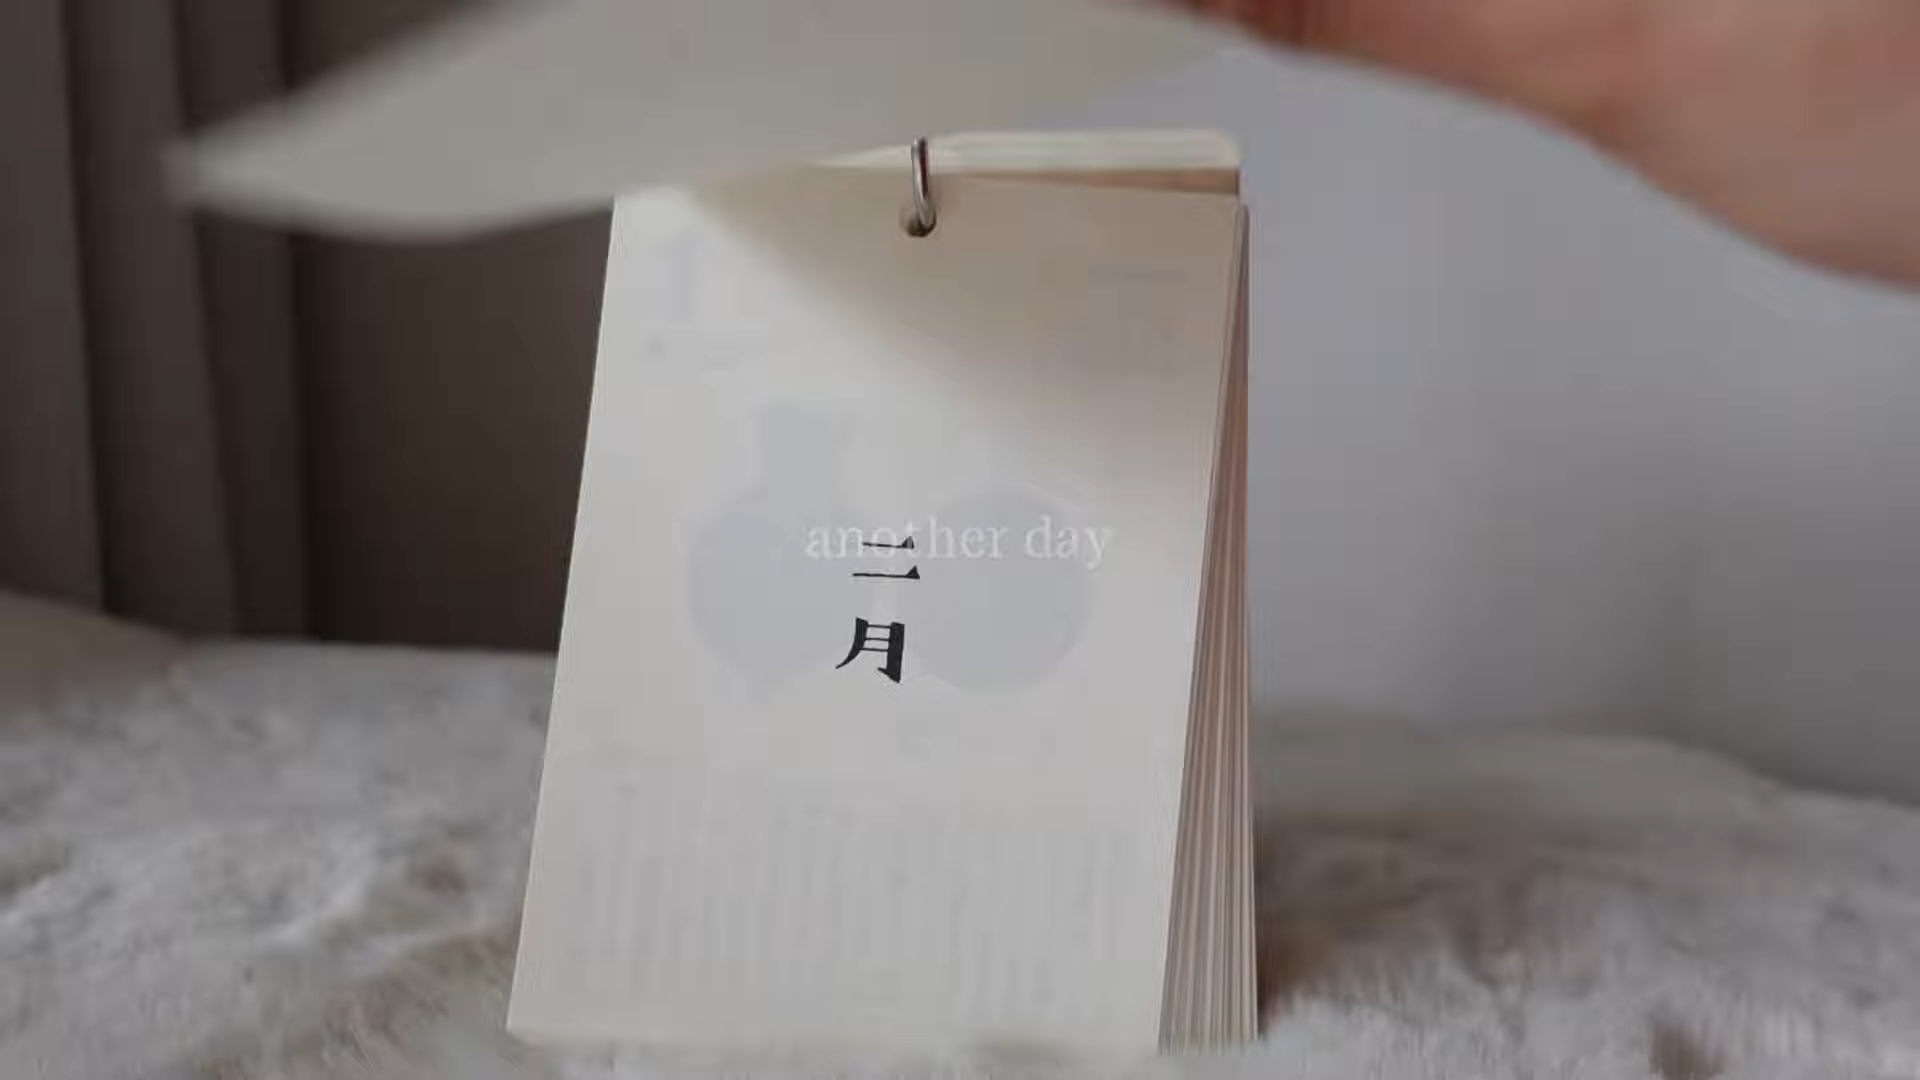 another day
二月